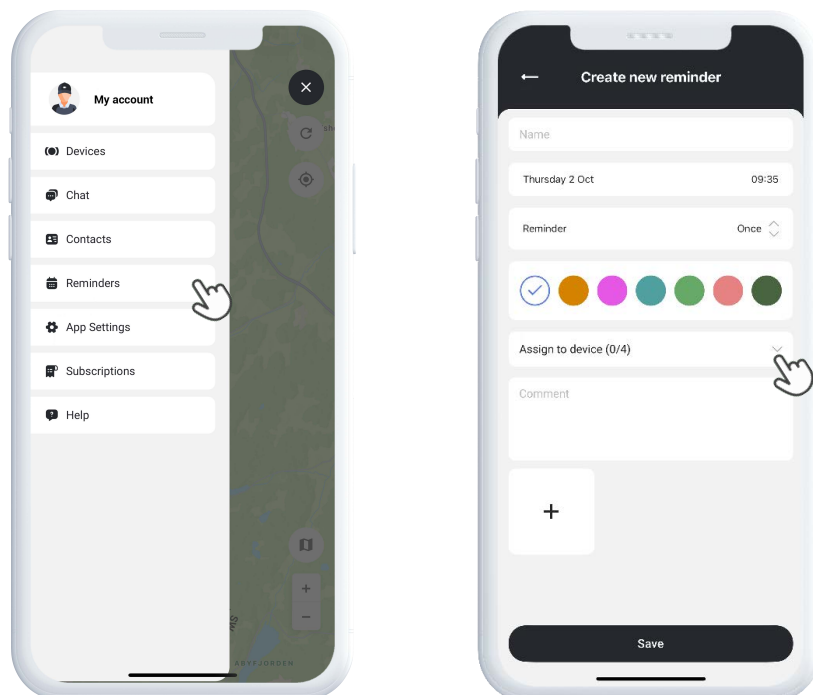 My account
Devices
Chat
Contacts
Reminders
App Settings
Subscriptions
Help
ABYFJORDEN
Create new reminder
Name
Thursday 2 Oct 09:35
Reminder Once
Assign to device (0/4)
Comment
+
Save